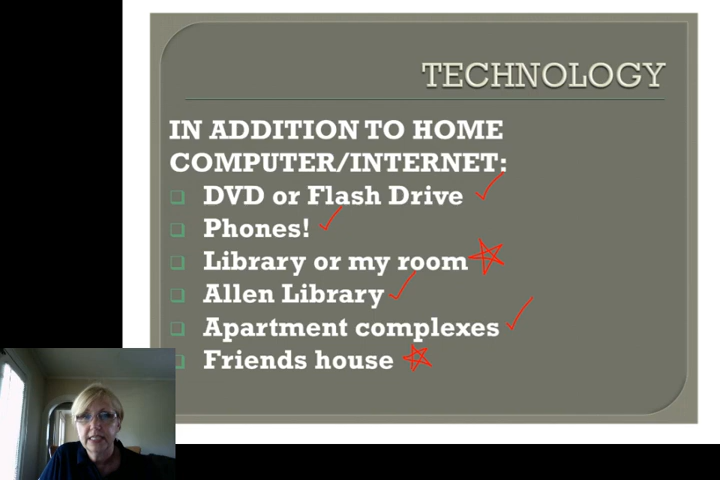 TECHNOLOGY
IN ADDITION TO HOME
COMPUTER/INTERNET:
DVD or Flash Drive
Phones!
Library or my room
Allen Library
Apartment complexes
Friends house